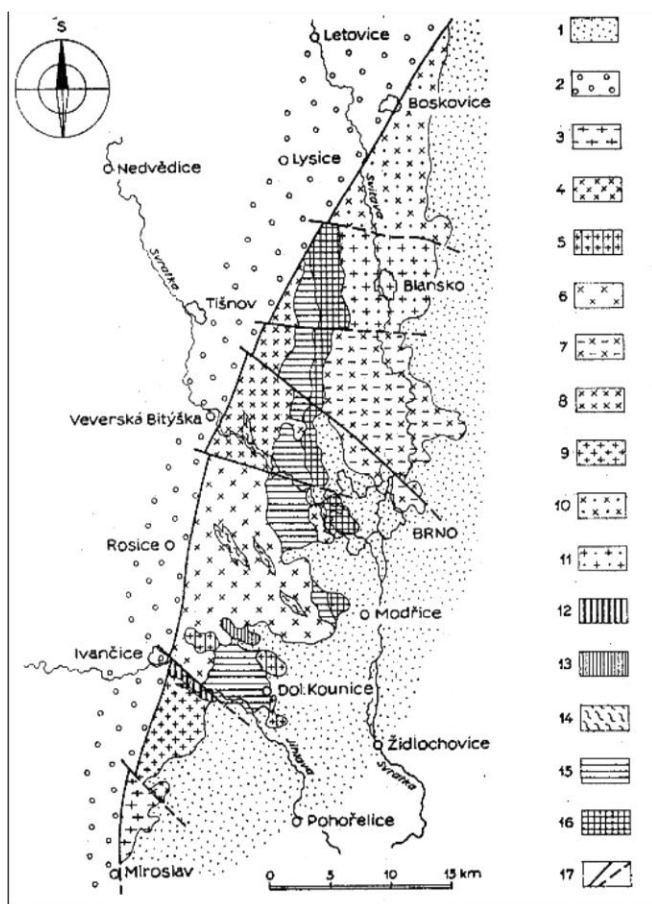 S
Letovice
Boskovice
Lysice
Nedvědice
Svitava
Svratka
Blansko
Tišnov
Veverská Bitýška
BRNO
Rosice
Modřice
Ivančice
Dol. Kounice
Jihlava
Židlochovice
Svratka
Pohořelice
Miroslav
0 5 10 15 km
1
2
3
4
5
6
7
8
9
10
11
12
13
14
15
16
17